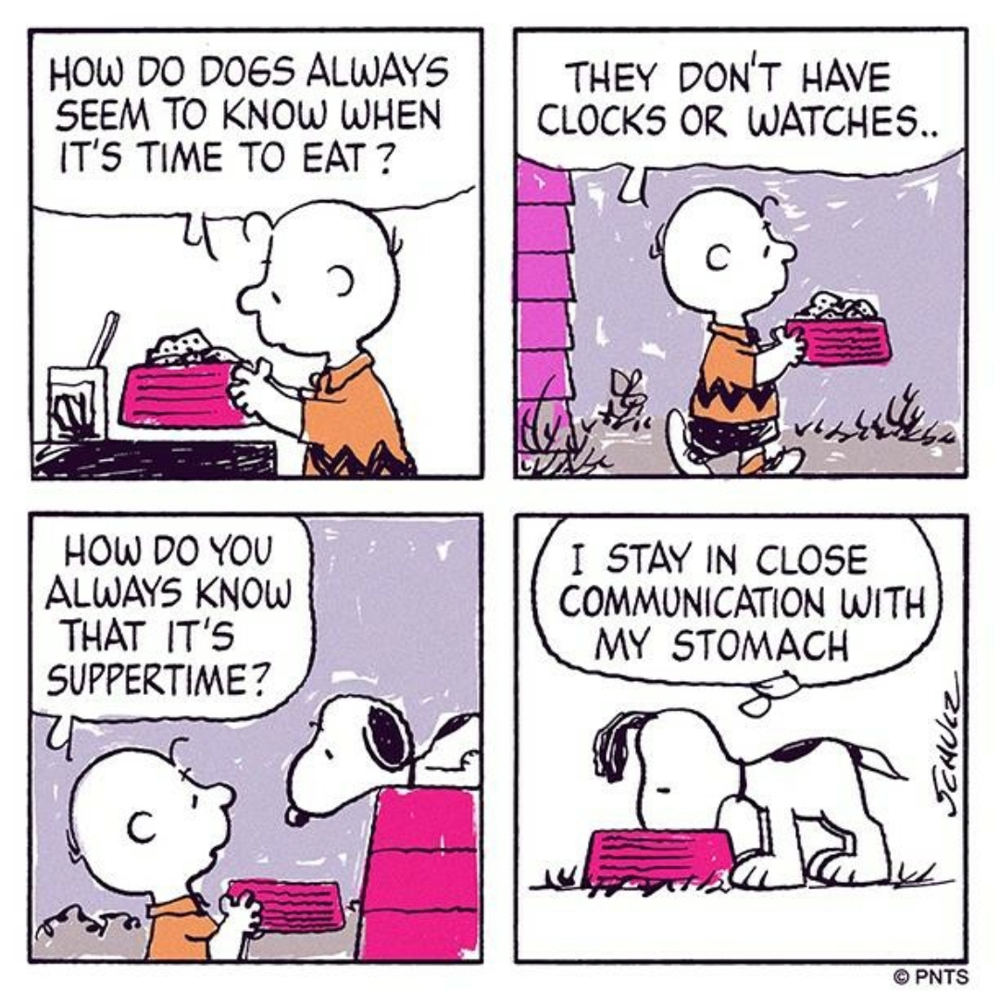 HOW DO DOGS ALWAYS
SEEM TO KNOW WHEN
IT'S TIME TO EAT?
THEY DON'T HAVE
CLOCKS OR WATCHES..
HOW DO YOU
ALWAYS KNOW
THAT IT'S
SUPPERTIME?
I STAY IN CLOSE
COMMUNICATION WITH
MY STOMACH
SCHULZ
© PNTS